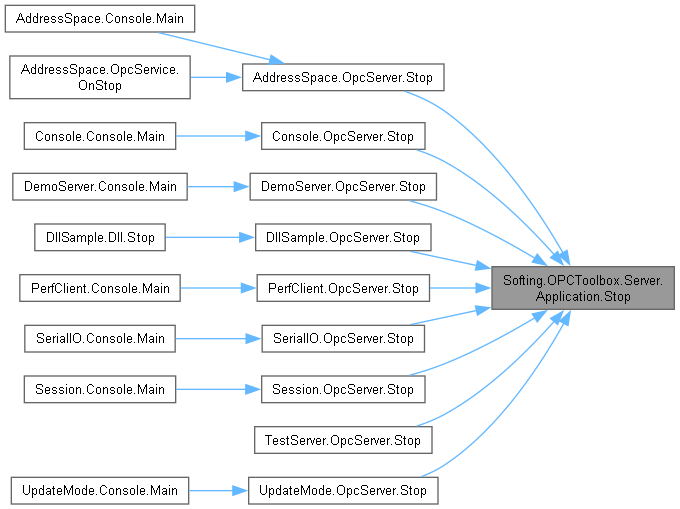 AddressSpace.Console.Main
AddressSpace.OpcService.
OnStop
AddressSpace.OpcServer.Stop
Console.Console.Main
Console.OpcServer.Stop
DemoServer.Console.Main
DemoServer.OpcServer.Stop
DllSample.Dll.Stop
DllSample.OpcServer.Stop
Softing.OPCToolbox.Server.
Application.Stop
PerfClient.Console.Main
PerfClient.OpcServer.Stop
SerialIO.Console.Main
SerialIO.OpcServer.Stop
Session.Console.Main
Session.OpcServer.Stop
TestServer.OpcServer.Stop
UpdateMode.Console.Main
UpdateMode.OpcServer.Stop